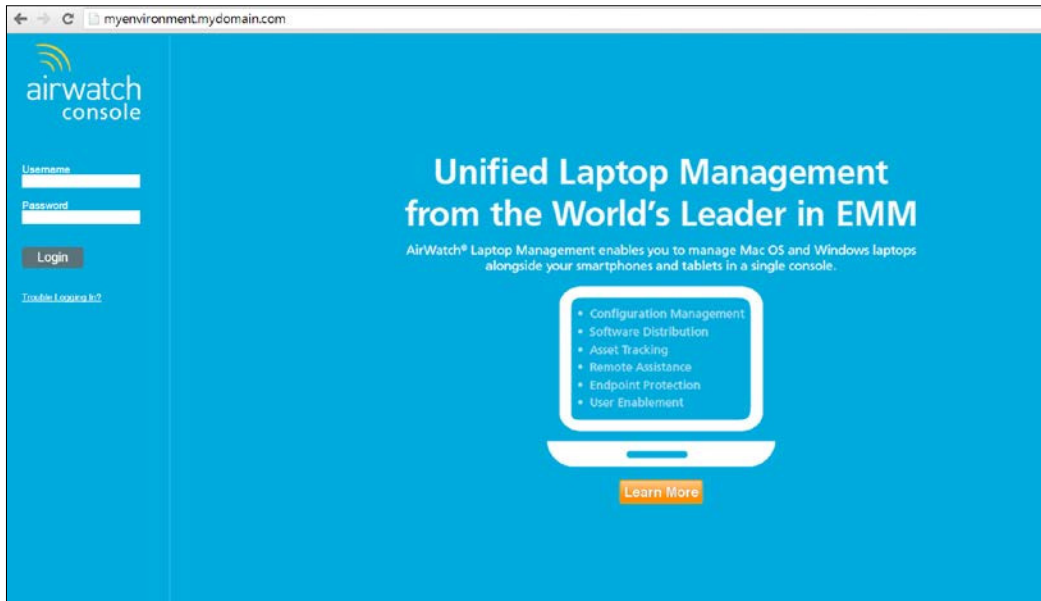 myenvironment.mydomain.com
airwatch
console
Username
Password
Login
Trouble Logging In?
Unified Laptop Management
from the World's Leader in EMM
AirWatch® Laptop Management enables you to manage Mac OS and Windows laptops
alongside your smartphones and tablets in a single console.
• Configuration Management
• Software Distribution
• Asset Tracking
• Remote Assistance
• Endpoint Protection
• User Enablement
Learn More